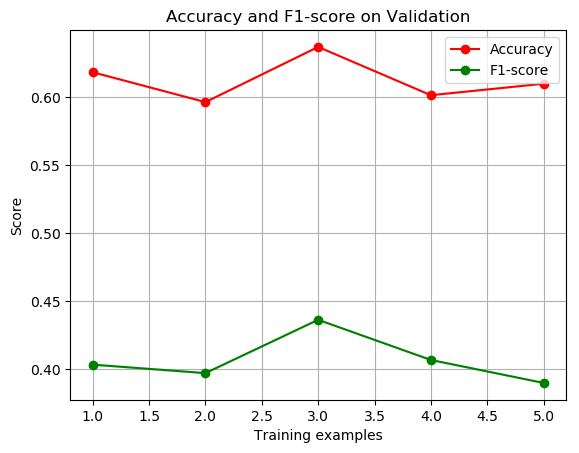 Accuracy and F1-score on Validation
Accuracy
F1-score
Score
0.60
0.55
0.50
0.45
0.40
1.0 1.5 2.0 2.5 3.0 3.5 4.0 4.5 5.0
Training examples